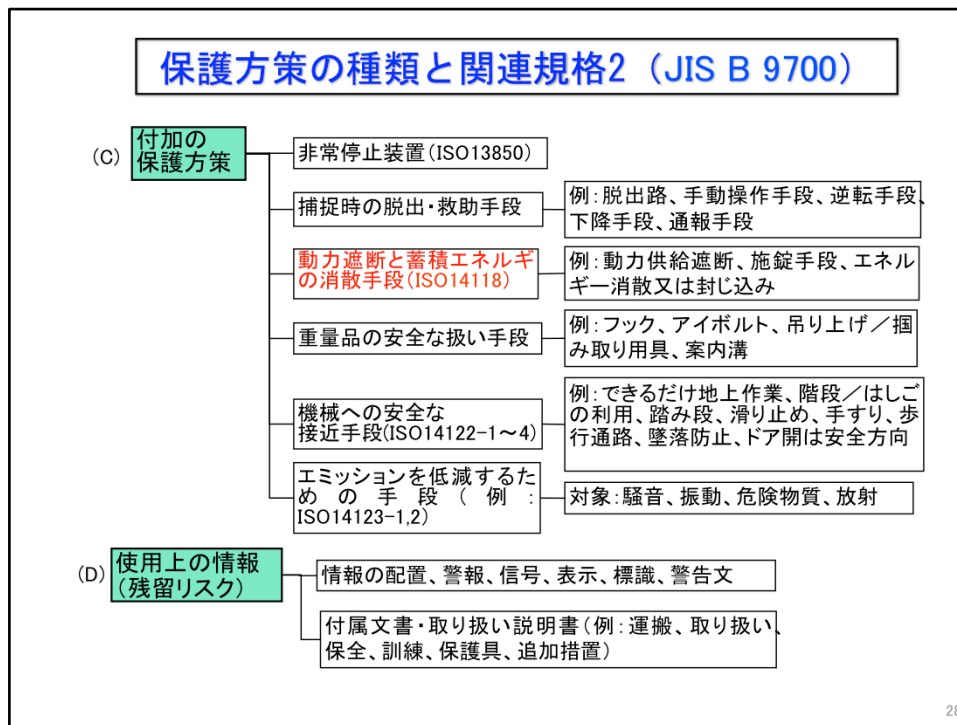 保護方策の種類と関連規格2（JIS B 9700）
(C)
付加の
保護方策
非常停止装置(ISO13850)
捕捉時の脱出・救助手段
例：脱出路、手動操作手段、逆転手段、
下降手段、通報手段
動力遮断と蓄積エネルギ
の消散手段(ISO14118)
例：動力供給遮断、施錠手段、エネル
ギー消散又は封じ込み
重量品の安全な扱い手段
例：フック、アイボルト、吊り上げ／掴
み取り用具、案内溝
機械への安全な
接近手段(ISO14122-1～4)
例：できるだけ地上作業、階段／はしご
の利用、踏み段、滑り止め、手すり、歩
行通路、墜落防止、ドア開は安全方向
エミッションを低減するた
めの手段（例：
ISO14123-1,2）
対象：騒音、振動、危険物質、放射
(D)
使用上の情報
（残留リスク）
情報の配置、警報、信号、表示、標識、警告文
付属文書・取り扱い説明書（例：運搬、取り扱い、
保全、訓練、保護具、追加措置）
28